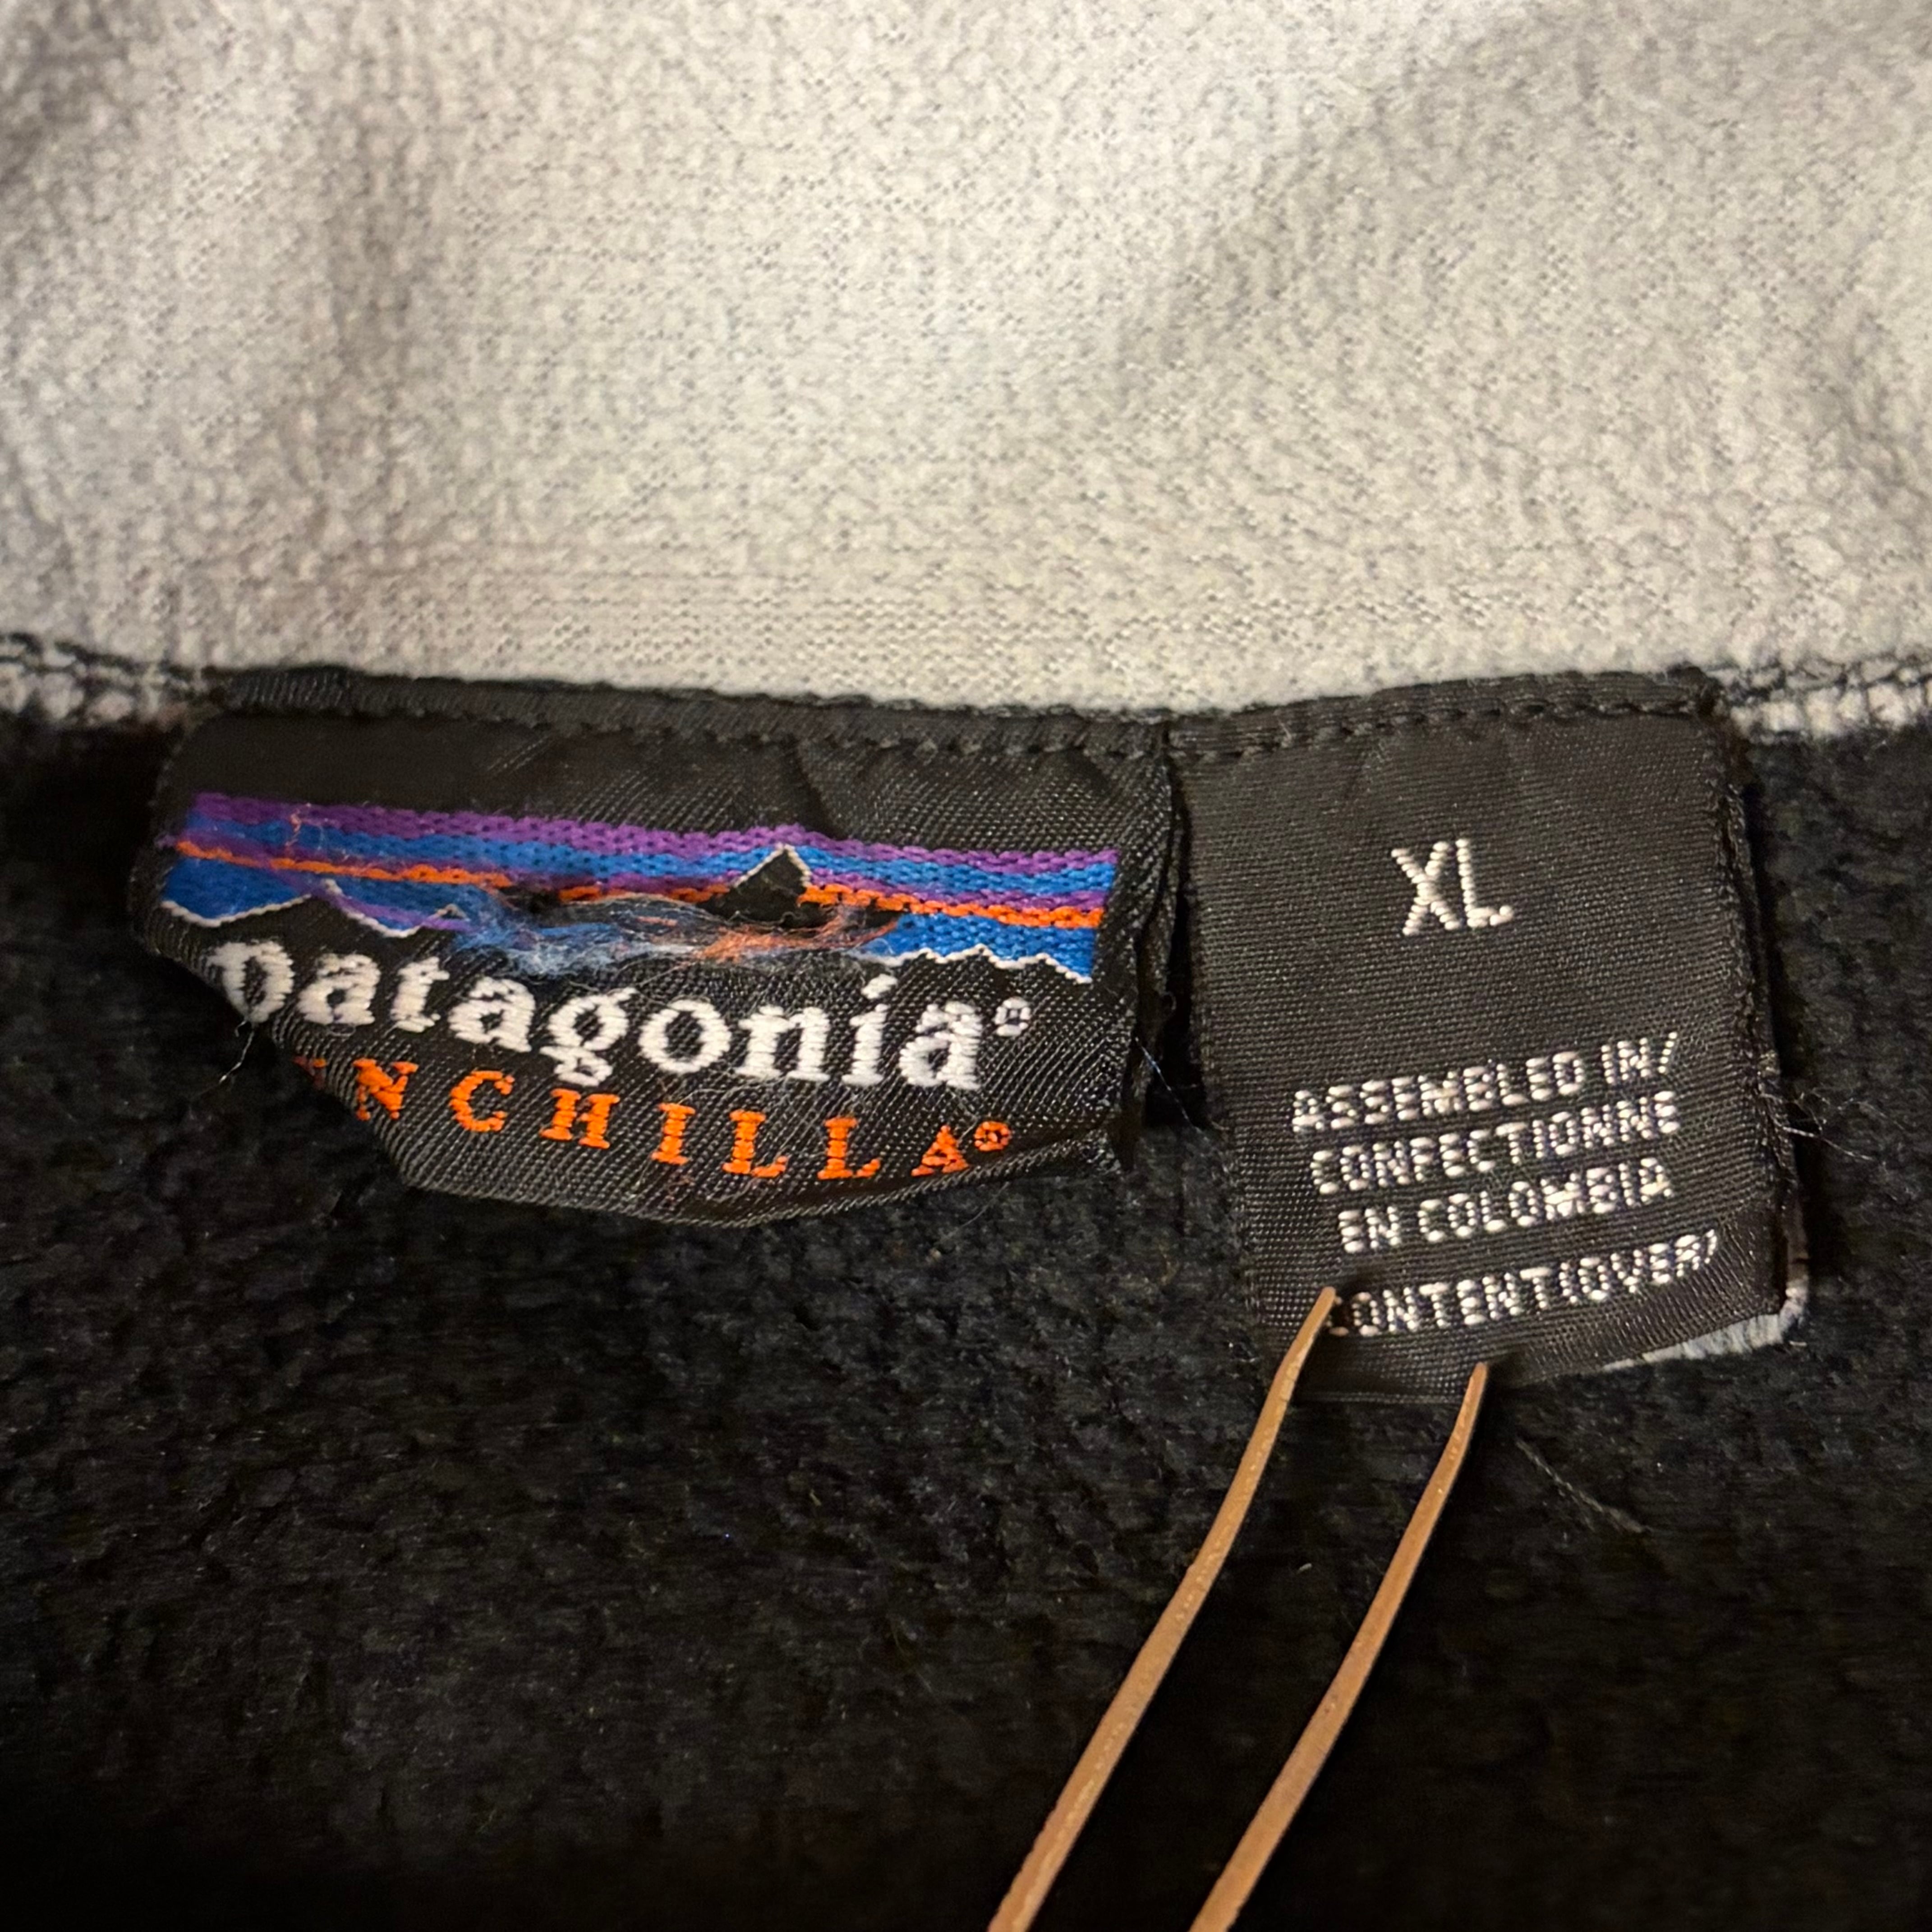 patagonia®
NCHILLA®
XL
ASSEMBLED IN/
CONFECTIONNE
EN COLOMBIA
CONTENT(OVER/